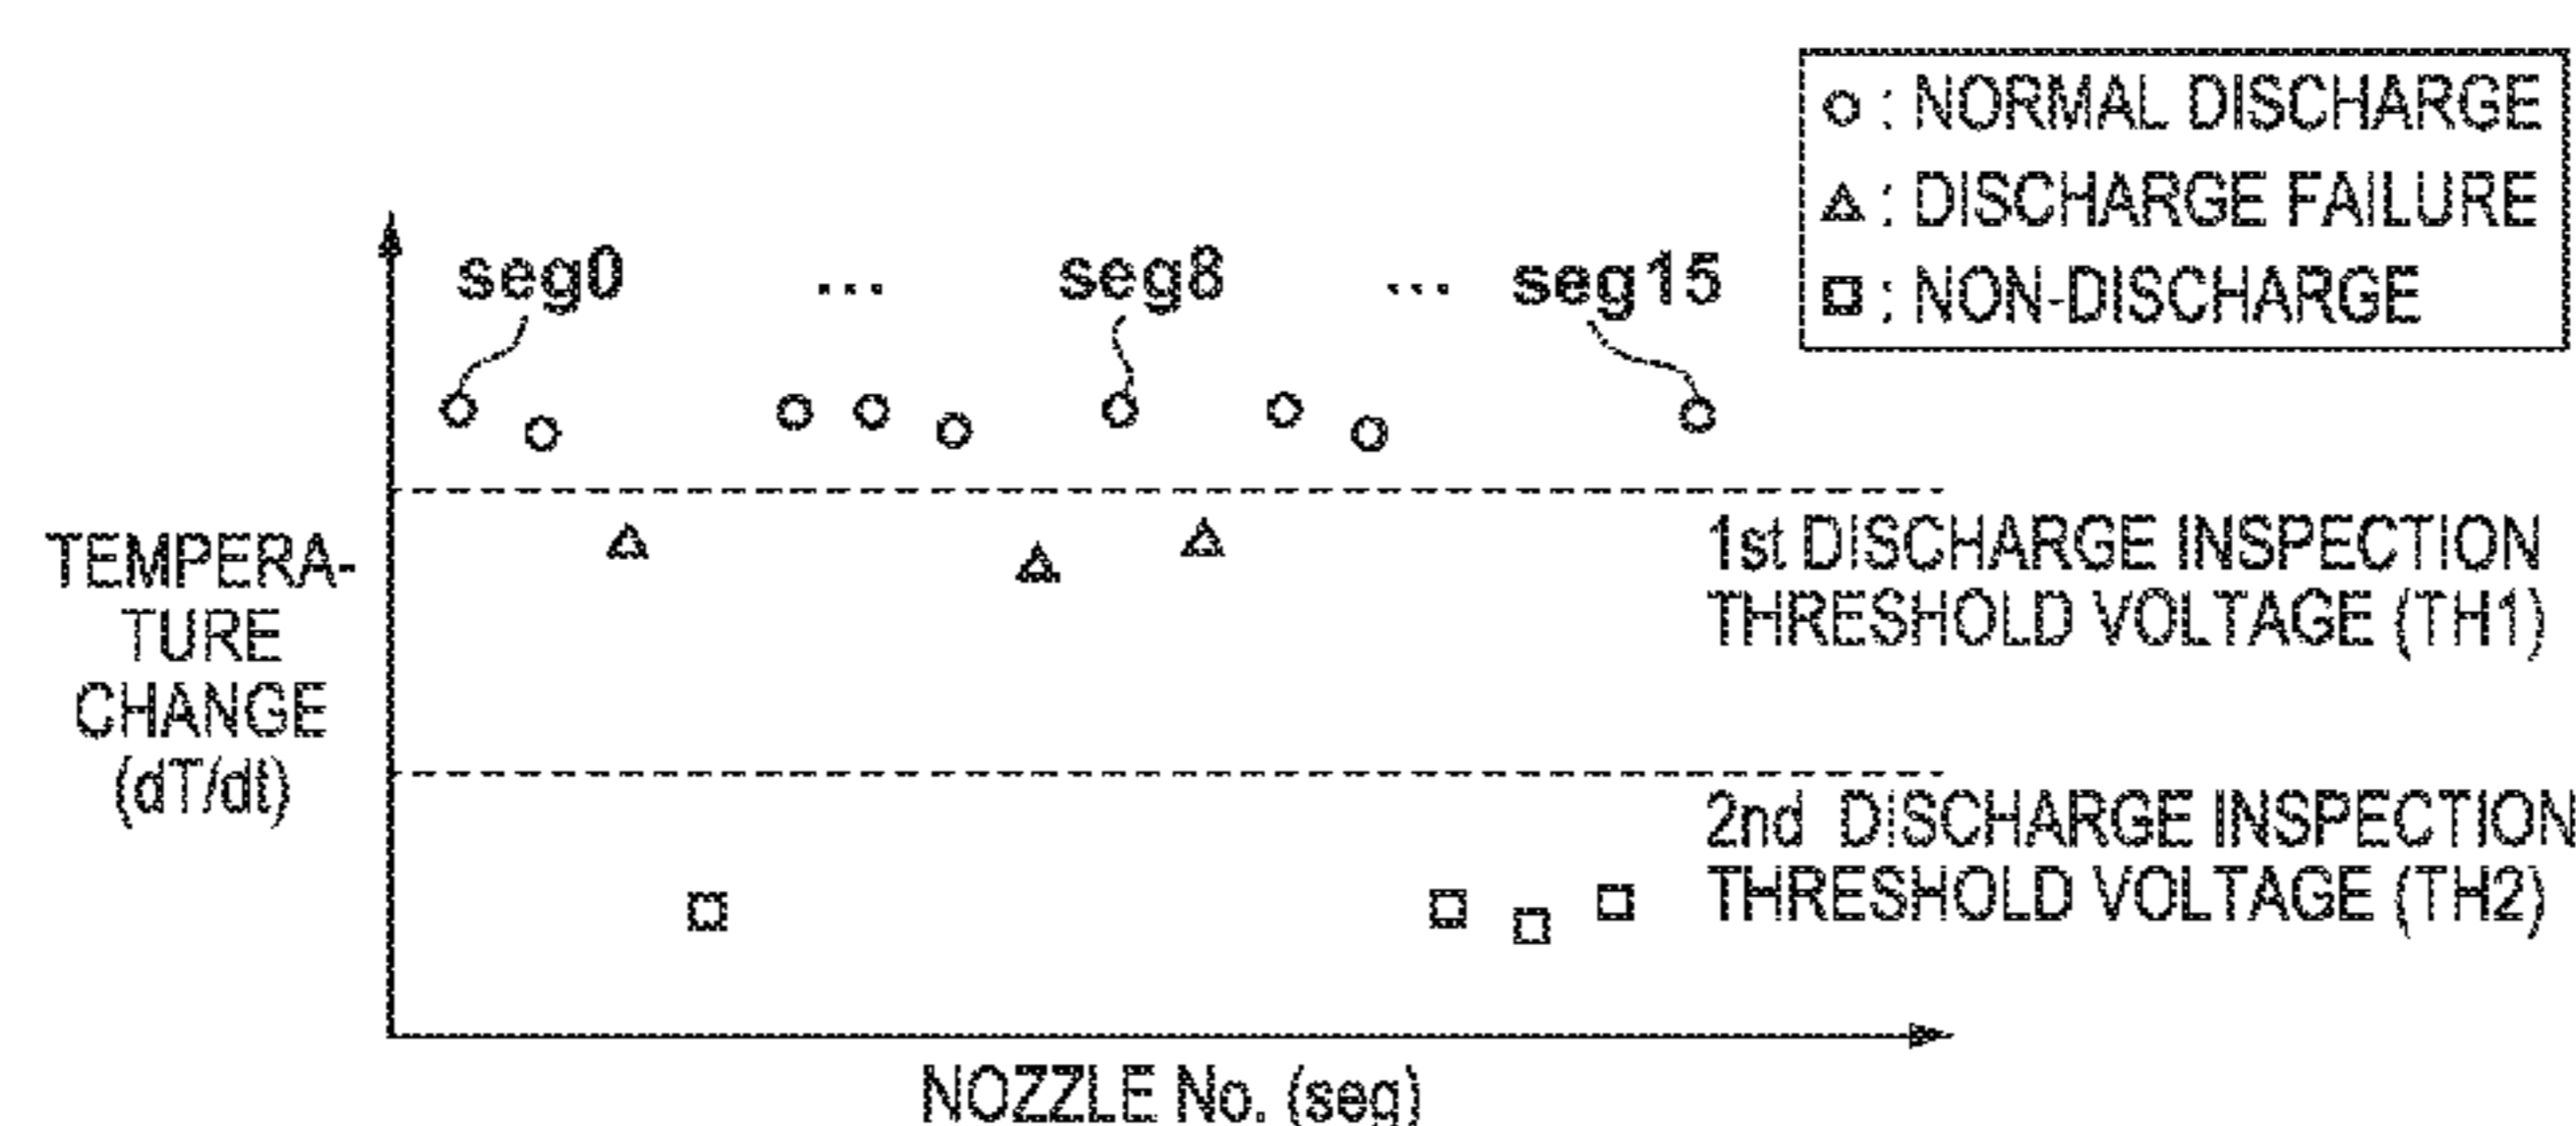 : NORMAL DISCHARGE
: DISCHARGE FAILURE
: NON-DISCHARGE
seg0 ... seg8 ... seg15
TEMPERA-
TURE
CHANGE
(dT/dt)
1st DISCHARGE INSPECTION
THRESHOLD VOLTAGE (TH1)
2nd DISCHARGE INSPECTION
THRESHOLD VOLTAGE (TH2)
NOZZLE No. (seg)